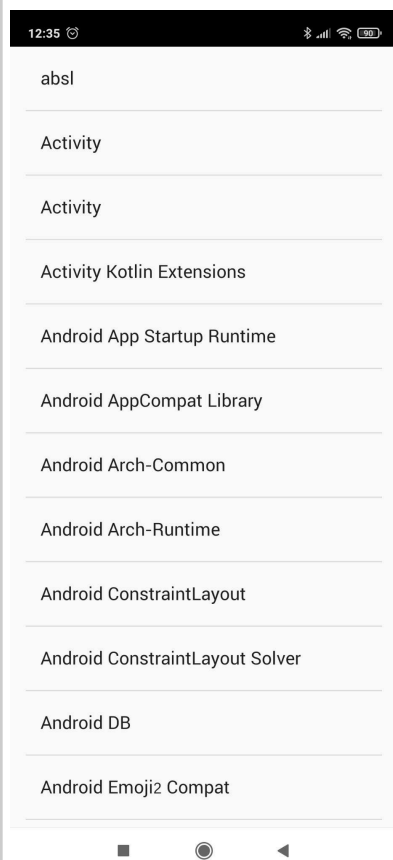 12:35
90
absl
Activity
Activity
Activity Kotlin Extensions
Android App Startup Runtime
Android AppCompat Library
Android Arch-Common
Android Arch-Runtime
Android ConstraintLayout
Android ConstraintLayout Solver
Android DB
Android Emoji2 Compat